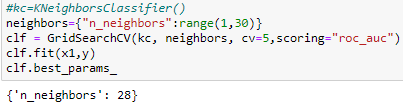 #kc=KNeighborsClassifier()
neighbors={"n_neighbors":range(1,30)}
clf = GridSearchCV(kc, neighbors, cv=5,scoring="roc_auc")
clf.fit(x1,y)
clf.best_params_
{'n_neighbors': 28}